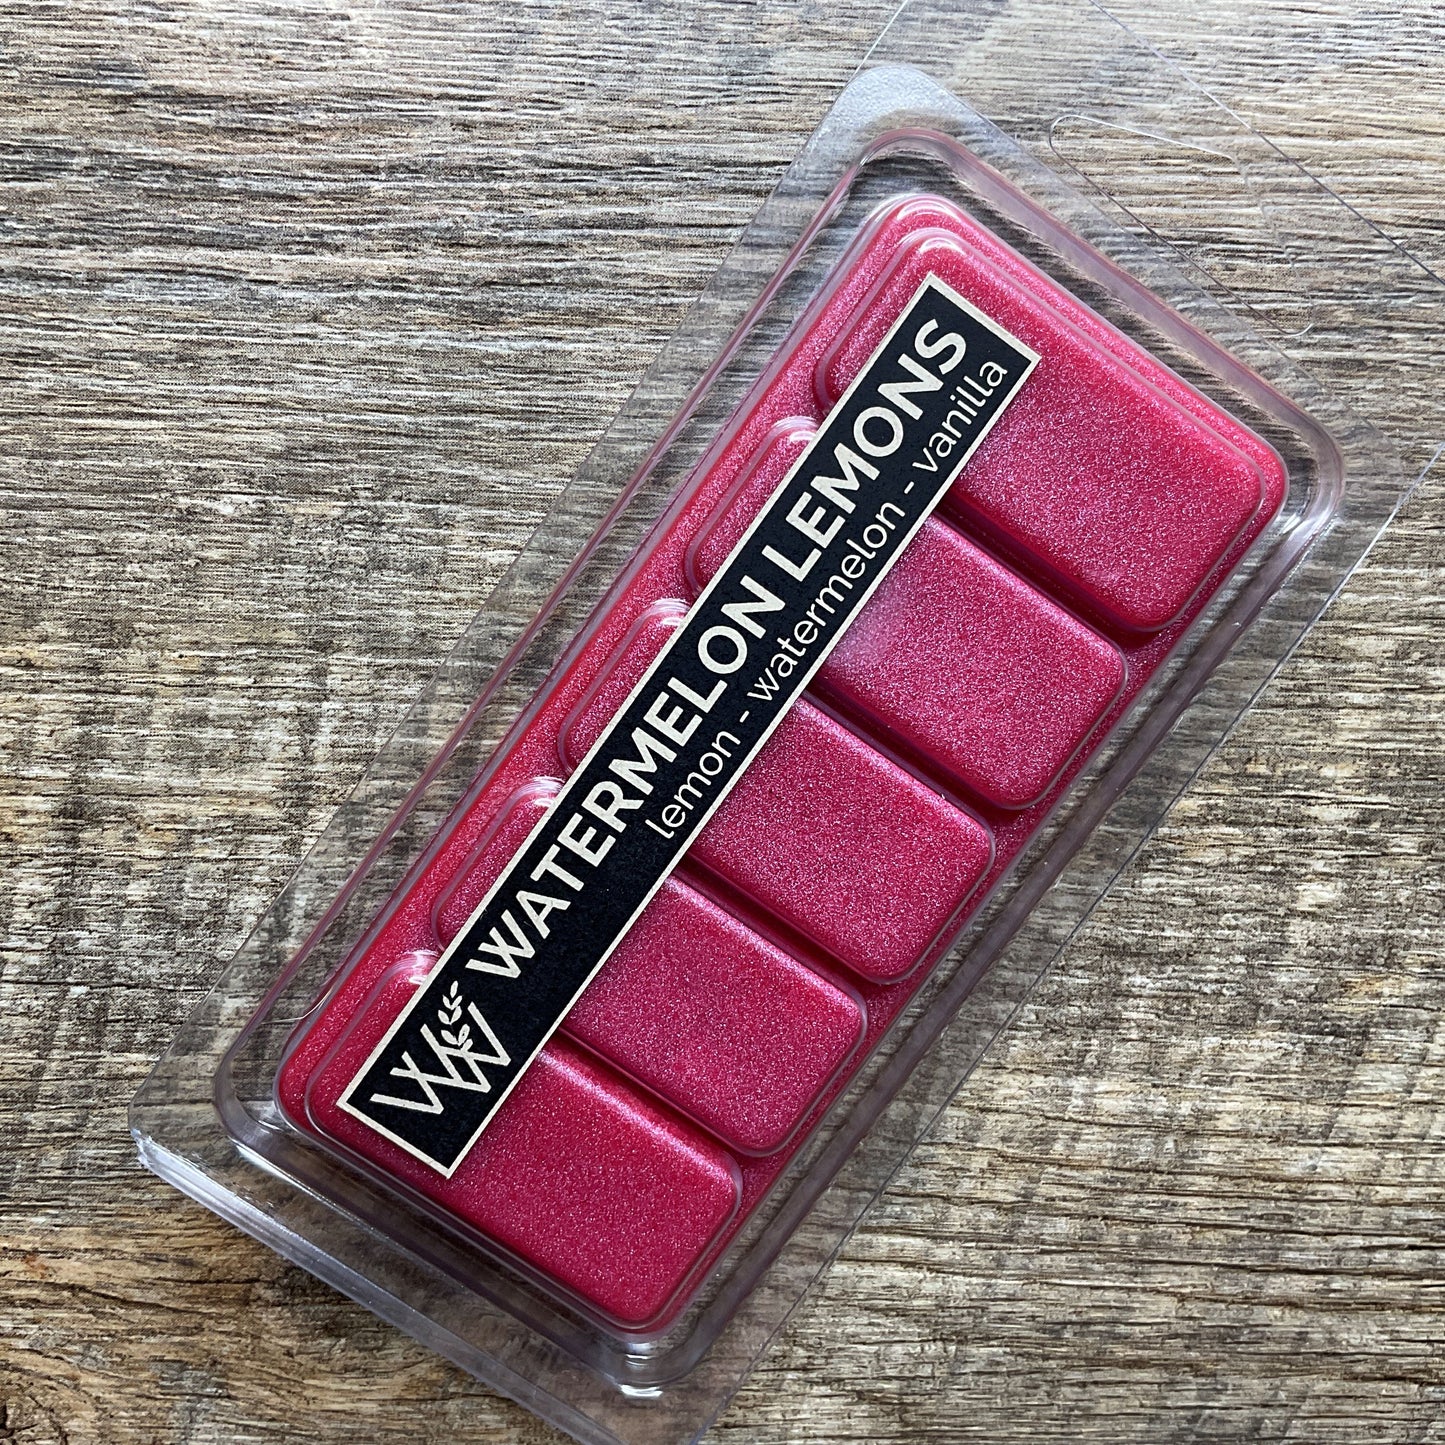 W WATERMELON LEMONS
lemon - watermelon - vanilla